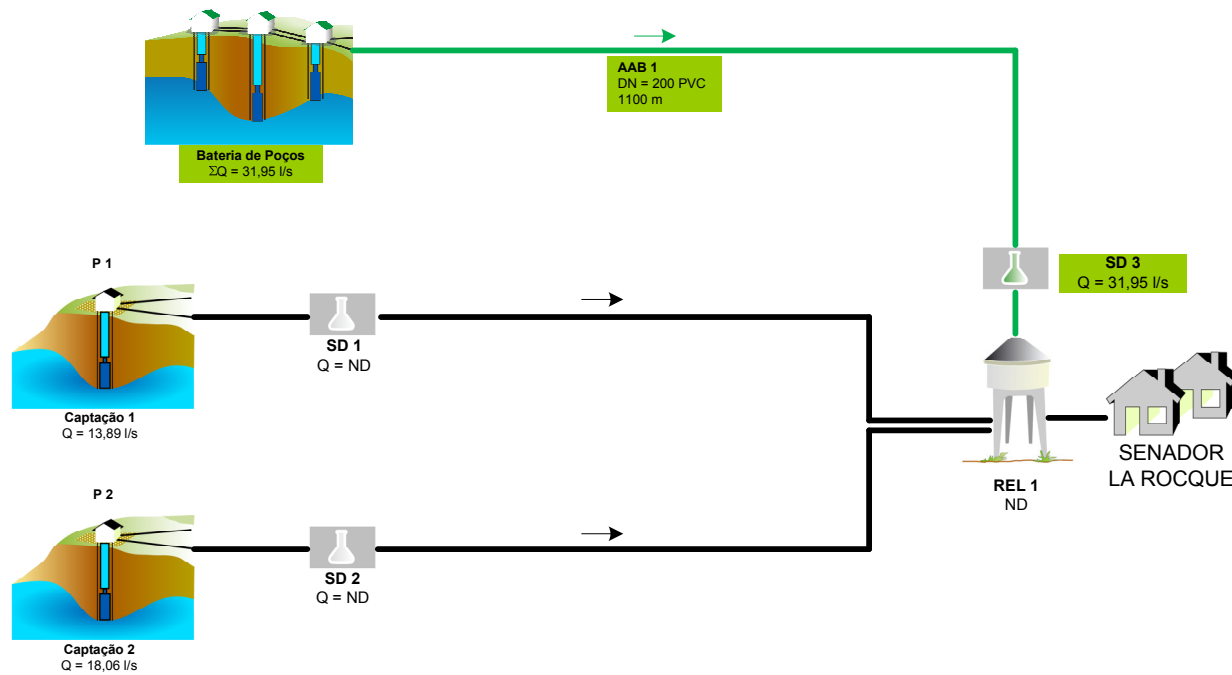 AAB 1
DN = 200 PVC
1100 m
Bateria de Poços
ΣQ = 31,95 l/s
P 1
SD 3
Q = 31,95 l/s
SD 1
Q = ND
Captação 1
Q = 13,89 l/s
SENADOR
LA ROCQUE
REL 1
ND
P 2
SD 2
Q = ND
Captação 2
Q = 18,06 l/s